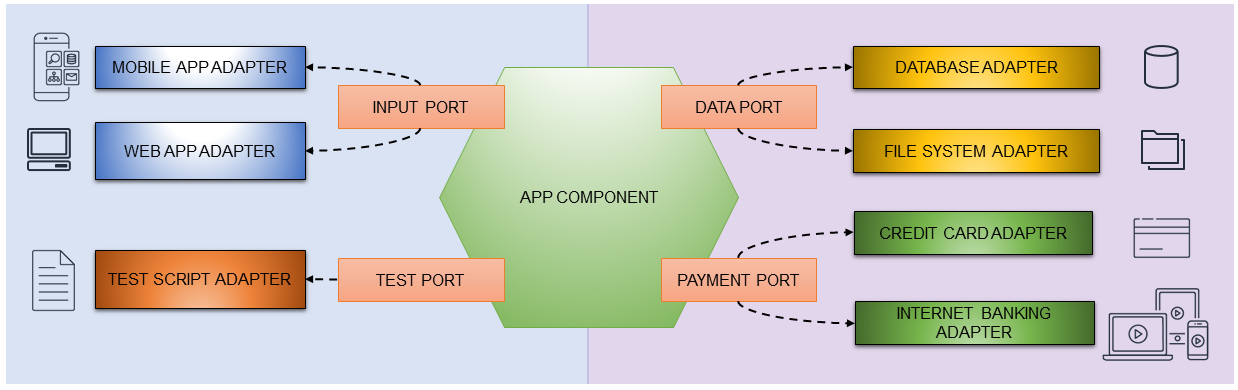 MOBILE APP ADAPTER
INPUT PORT
WEB APP ADAPTER
TEST SCRIPT ADAPTER
TEST PORT
APP COMPONENT
DATA PORT
DATABASE ADAPTER
FILE SYSTEM ADAPTER
PAYMENT PORT
CREDIT CARD ADAPTER
INTERNET BANKING
ADAPTER